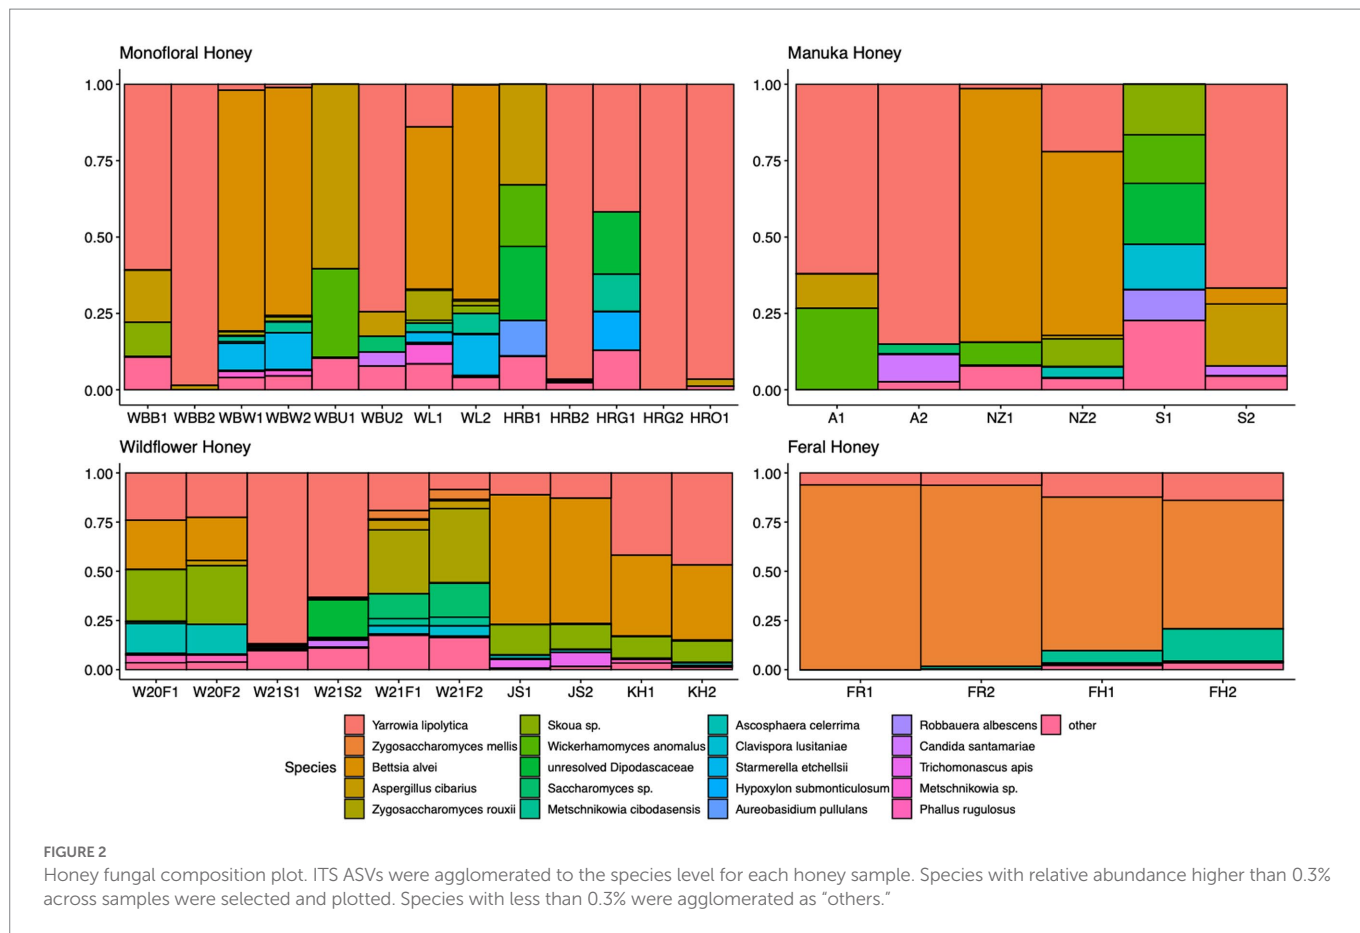 Monofloral Honey
1.00
0.75
0.50
0.25
0.00
WBB1 WBB2 WBW1 WBW2 WBU1 WBU2 WL1 WL2 HRB1 HRB2 HRG1 HRG2 HRO1
Manuka Honey
1.00
0.75
0.50
0.25
0.00
A1 A2 NZ1 NZ2 S1 S2
Wildflower Honey
1.00
0.75
0.50
0.25
0.00
W20F1 W20F2 W21S1 W21S2 W21F1 W21F2 JS1 JS2 KH1 KH2
Feral Honey
1.00
0.75
0.50
0.25
0.00
FR1 FR2 FH1 FH2
Species
Yarrowia lipolytica
Zygosaccharomyces mellis
Bettsia alvei
Aspergillus cibarius
Zygosaccharomyces rouxii
Skoua sp.
Wickerhamomyces anomalus
unresolved Dipodascaceae
Saccharomyces sp.
Metschnikowia cibodasensis
Ascosphaera celerrima
Clavispora lusitaniae
Starmerella etchellsii
Hypoxylon submonticulosum
Aureobasidium pullulans
Robbauera albescens
Candida santamariae
Trichomonascus apis
Metschnikowia sp.
Phallus rugulosus
other
FIGURE 2
Honey fungal composition plot. ITS ASVs were agglomerated to the species level for each honey sample. Species with relative abundance higher than 0.3%
across samples were selected and plotted. Species with less than 0.3% were agglomerated as “others.”